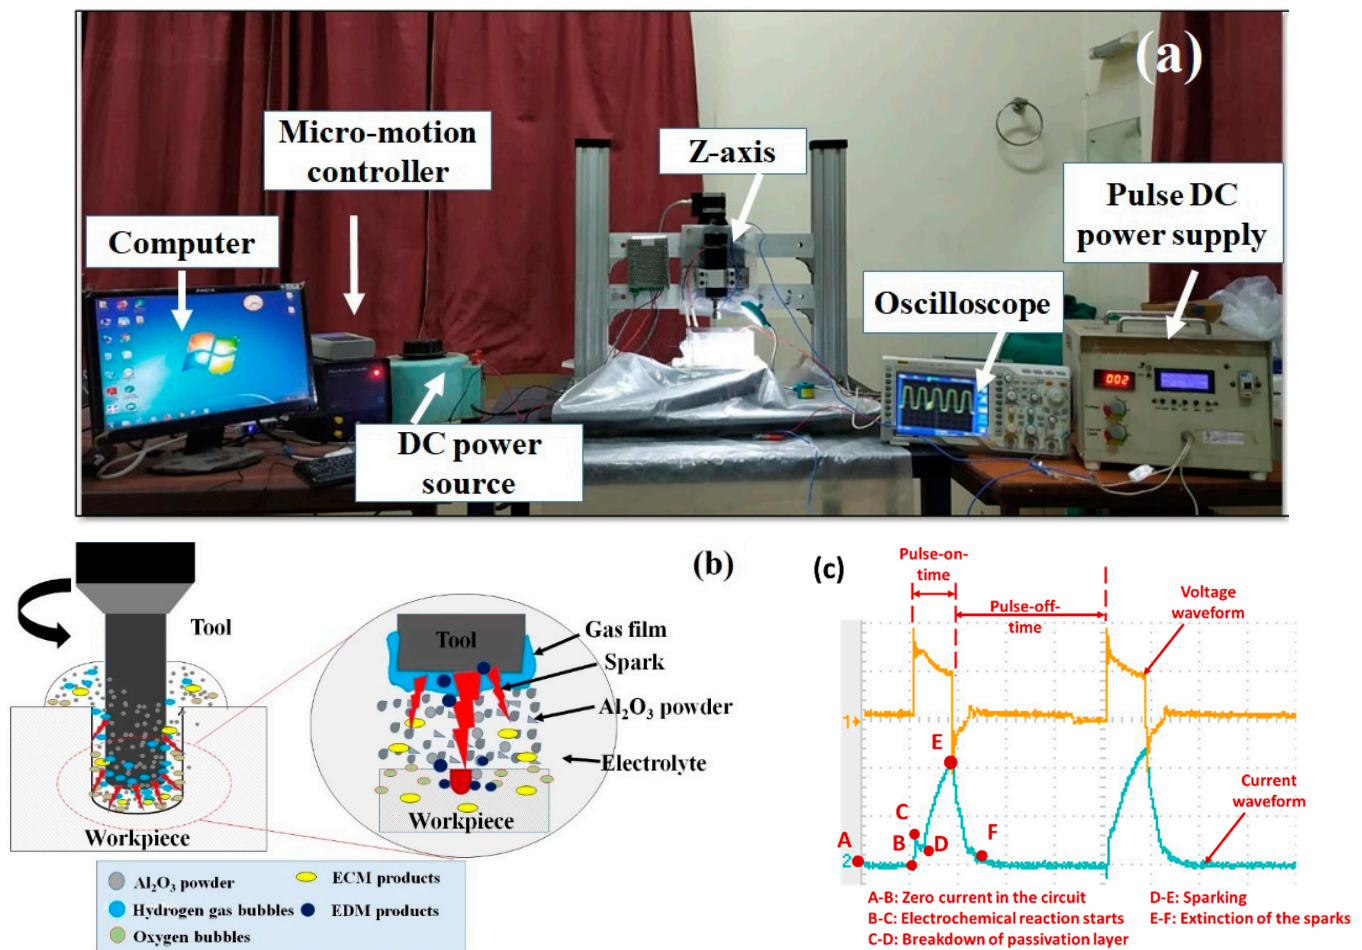 (a)
Micro-motion
controller
Z-axis
Pulse DC
power supply
Computer
Oscilloscope
DC power
source
002
(b)
Tool
Workpiece
Tool
Gas film
Spark
Al₂O₃ powder
Electrolyte
Workpiece
Al₂O₃ powder
ECM products
Hydrogen gas bubbles
EDM products
Oxygen bubbles
(c)
Pulse-on-
time
Pulse-off-
time
Voltage
waveform
1
E
Current
waveform
C
A
B
D
F
2
A-B: Zero current in the circuit
D-E: Sparking
B-C: Electrochemical reaction starts
E-F: Extinction of the sparks
C-D: Breakdown of passivation layer